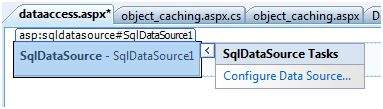 dataaccess.aspx* object_caching.aspx.cs object_caching.aspx D
asp:sqldatasource#SqlDataSource1
SqlDataSource - SqlDataSource1 < SqlDataSource Tasks
Configure Data Source...